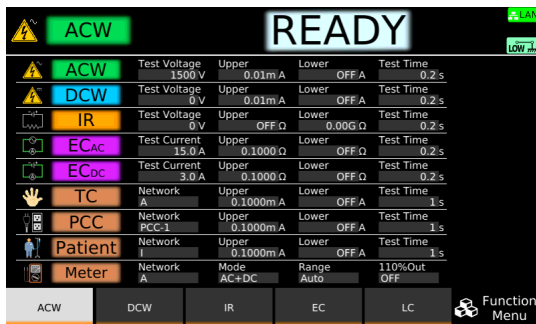 ACW READY LAN
LOW
ACW Test Voltage 1500 V Upper 0.01m A Lower OFF A Test Time 0.2 s
DCW Test Voltage 0 V Upper 0.01m A Lower OFF A Test Time 0.2 s
IR Test Voltage 0 V Upper OFF Ω Lower 0.00G Ω Test Time 0.2 s
ECAC Test Current 15.0 A Upper 0.1000 Ω Lower OFF Ω Test Time 0.2 s
ECDC Test Current 3.0 A Upper 0.1000 Ω Lower OFF Ω Test Time 0.2 s
TC Network A Upper 0.1000m A Lower OFF A Test Time 1 s
PCC Network PCC-1 Upper 0.1000m A Lower OFF A Test Time 1 s
Patient Network I Upper 0.1000m A Lower OFF A Test Time 1 s
Meter Network A Mode AC+DC Range Auto 110%Out OFF
ACW DCW IR EC LC Function
Menu